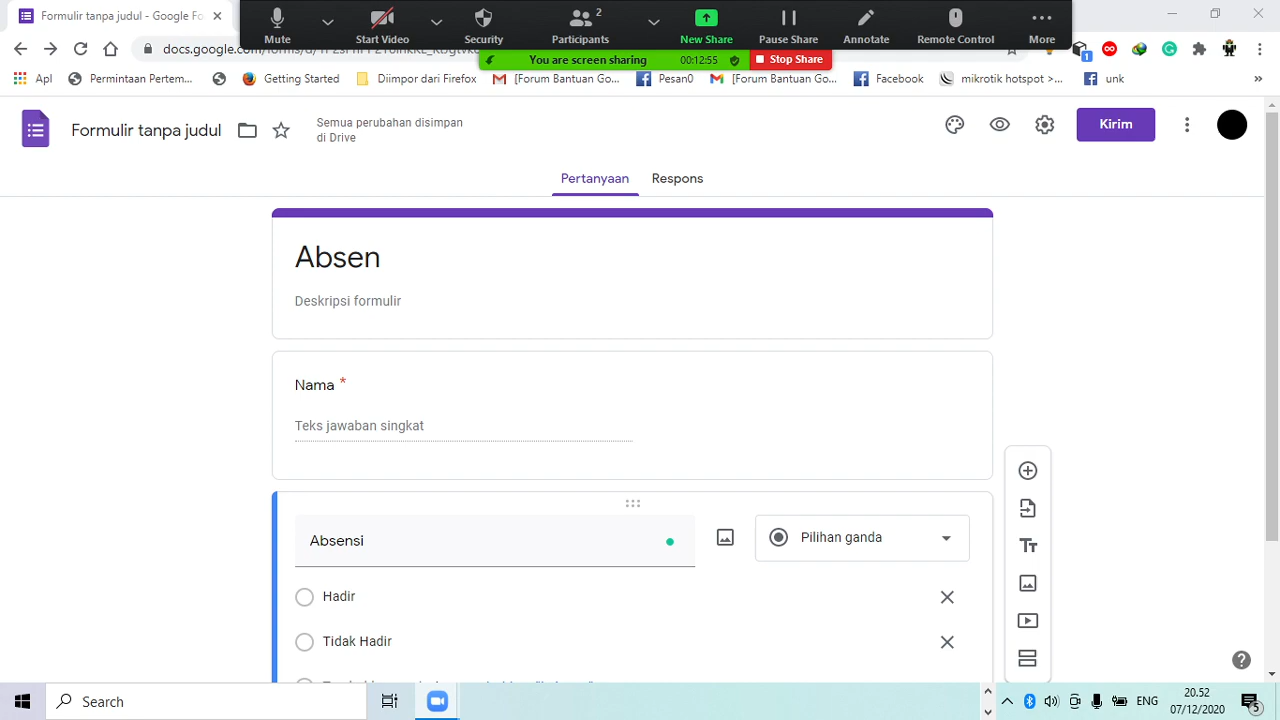 Formulir tanpa judul - Google Fo
Mute
Start Video
Security
2
Participants
New Share
Pause Share
Annotate
Remote Control
More
You are screen sharing
00:12:55
Stop Share
Apl
Permintaan Pertem...
Getting Started
Diimpor dari Firefox
[Forum Bantuan Go...
Pesan0
[Forum Bantuan Go...
Facebook
mikrotik hotspot >...
unk
1
Formulir tanpa judul
Semua perubahan disimpan
di Drive
Kirim
Pertanyaan
Respons
Absen
Deskripsi formulir
Nama *
Teks jawaban singkat
Absensi
Pilihan ganda
Hadir
Tidak Hadir
Search
ENG
20.52
07/12/2020
5